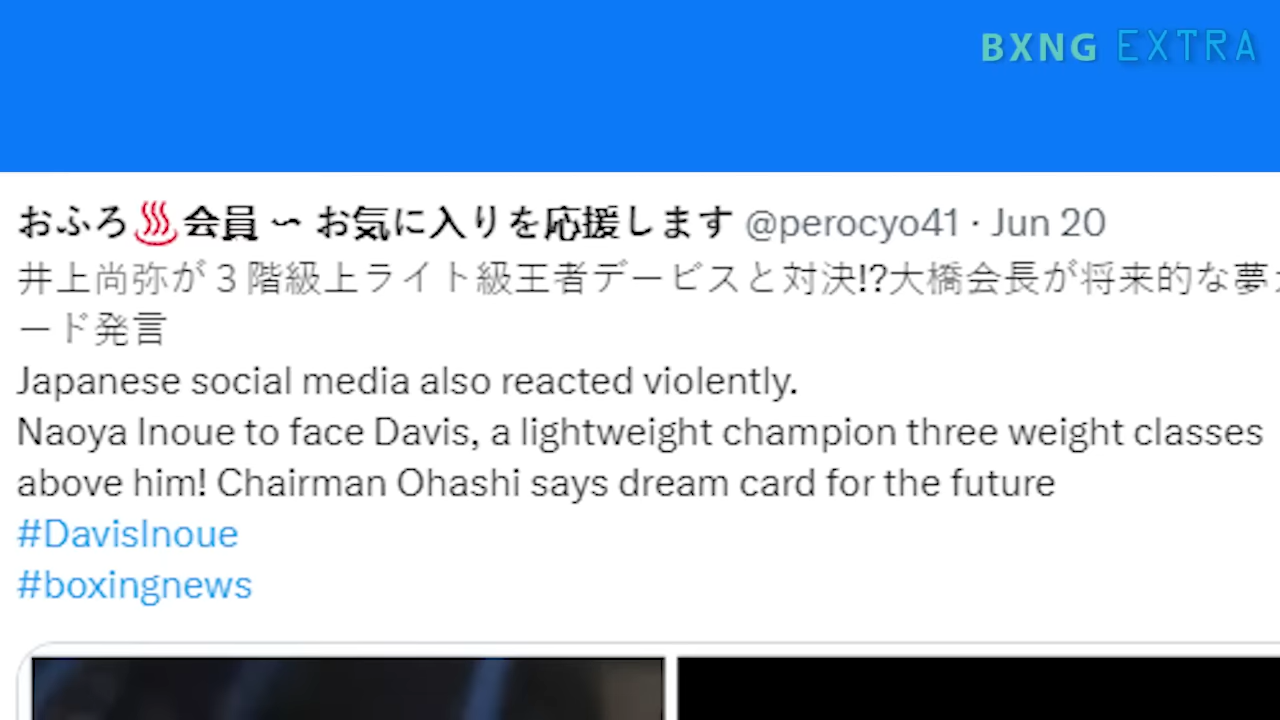 BXNG EXTRA
おふろ♨️会員 〰 お気に入りを応援します @perocyo41 · Jun 20
井上尚弥が３階級上ライト級王者デービスと対決!?大橋会長が将来的な夢
ード発言
Japanese social media also reacted violently.
Naoya Inoue to face Davis, a lightweight champion three weight classes
above him! Chairman Ohashi says dream card for the future
#DavisInoue
#boxingnews